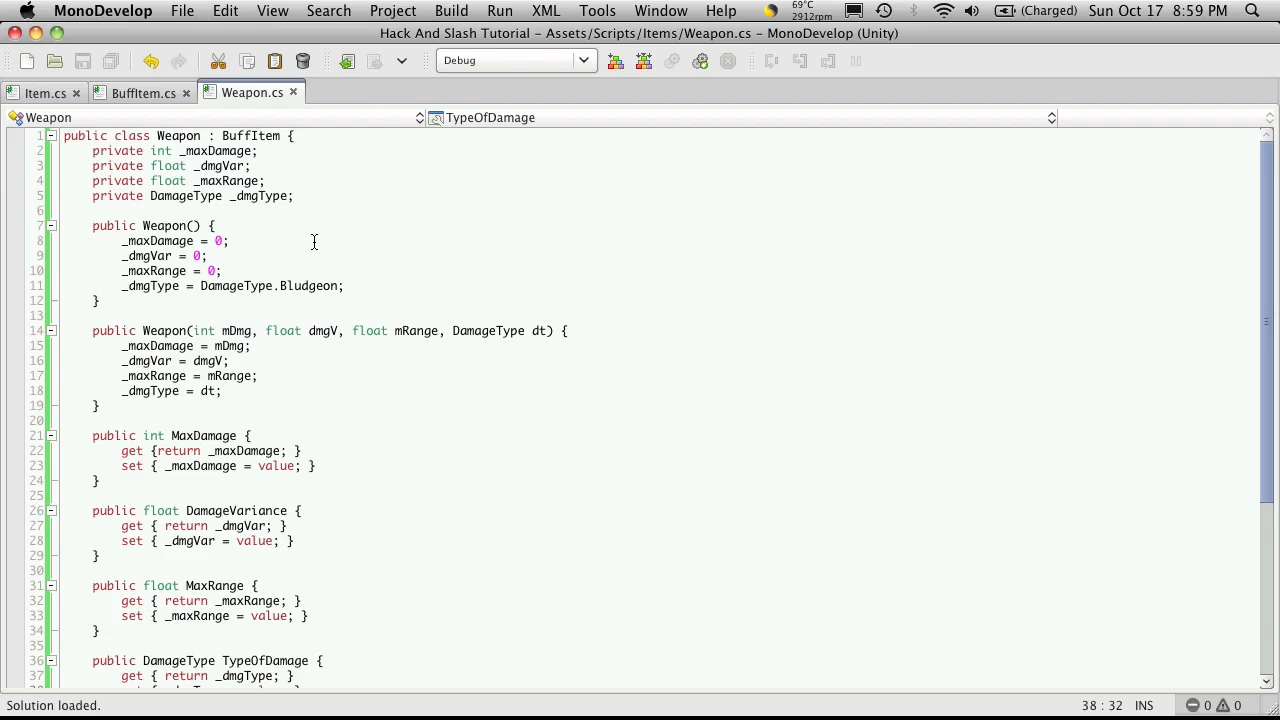 MonoDevelop File Edit View Search Project Build Run XML Tools Window Help 69°C 2912rpm (Charged) Sun Oct 17 8:59 PM
Hack And Slash Tutorial – Assets/Scripts/Items/Weapon.cs – MonoDevelop (Unity)
Debug
Item.cs BuffItem.cs Weapon.cs
Weapon TypeOfDamage
1 public class Weapon : BuffItem {
2 private int _maxDamage;
3 private float _dmgVar;
4 private float _maxRange;
5 private DamageType _dmgType;
6
7 public Weapon() {
8 _maxDamage = 0;
9 _dmgVar = 0;
10 _maxRange = 0;
11 _dmgType = DamageType.Bludgeon;
12 }
13
14 public Weapon(int mDmg, float dmgV, float mRange, DamageType dt) {
15 _maxDamage = mDmg;
16 _dmgVar = dmgV;
17 _maxRange = mRange;
18 _dmgType = dt;
19 }
20
21 public int MaxDamage {
22 get {return _maxDamage; }
23 set { _maxDamage = value; }
24 }
25
26 public float DamageVariance {
27 get { return _dmgVar; }
28 set { _dmgVar = value; }
29 }
30
31 public float MaxRange {
32 get { return _maxRange; }
33 set { _maxRange = value; }
34 }
35
36 public DamageType TypeOfDamage {
37 get { return _dmgType; }
Solution loaded. 38 : 32 INS 0 0